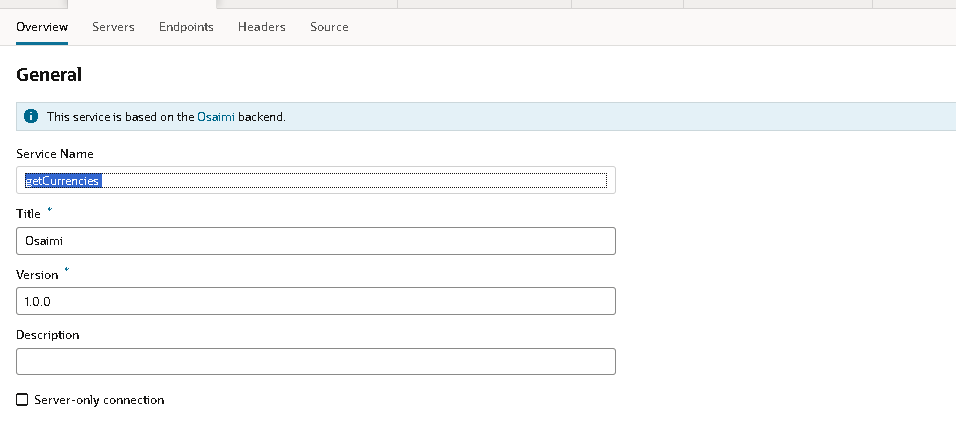 Overview Servers Endpoints Headers Source
General
This service is based on the Osaimi backend.
Service Name
getCurrencies
Title *
Osaimi
Version *
1.0.0
Description
Server-only connection